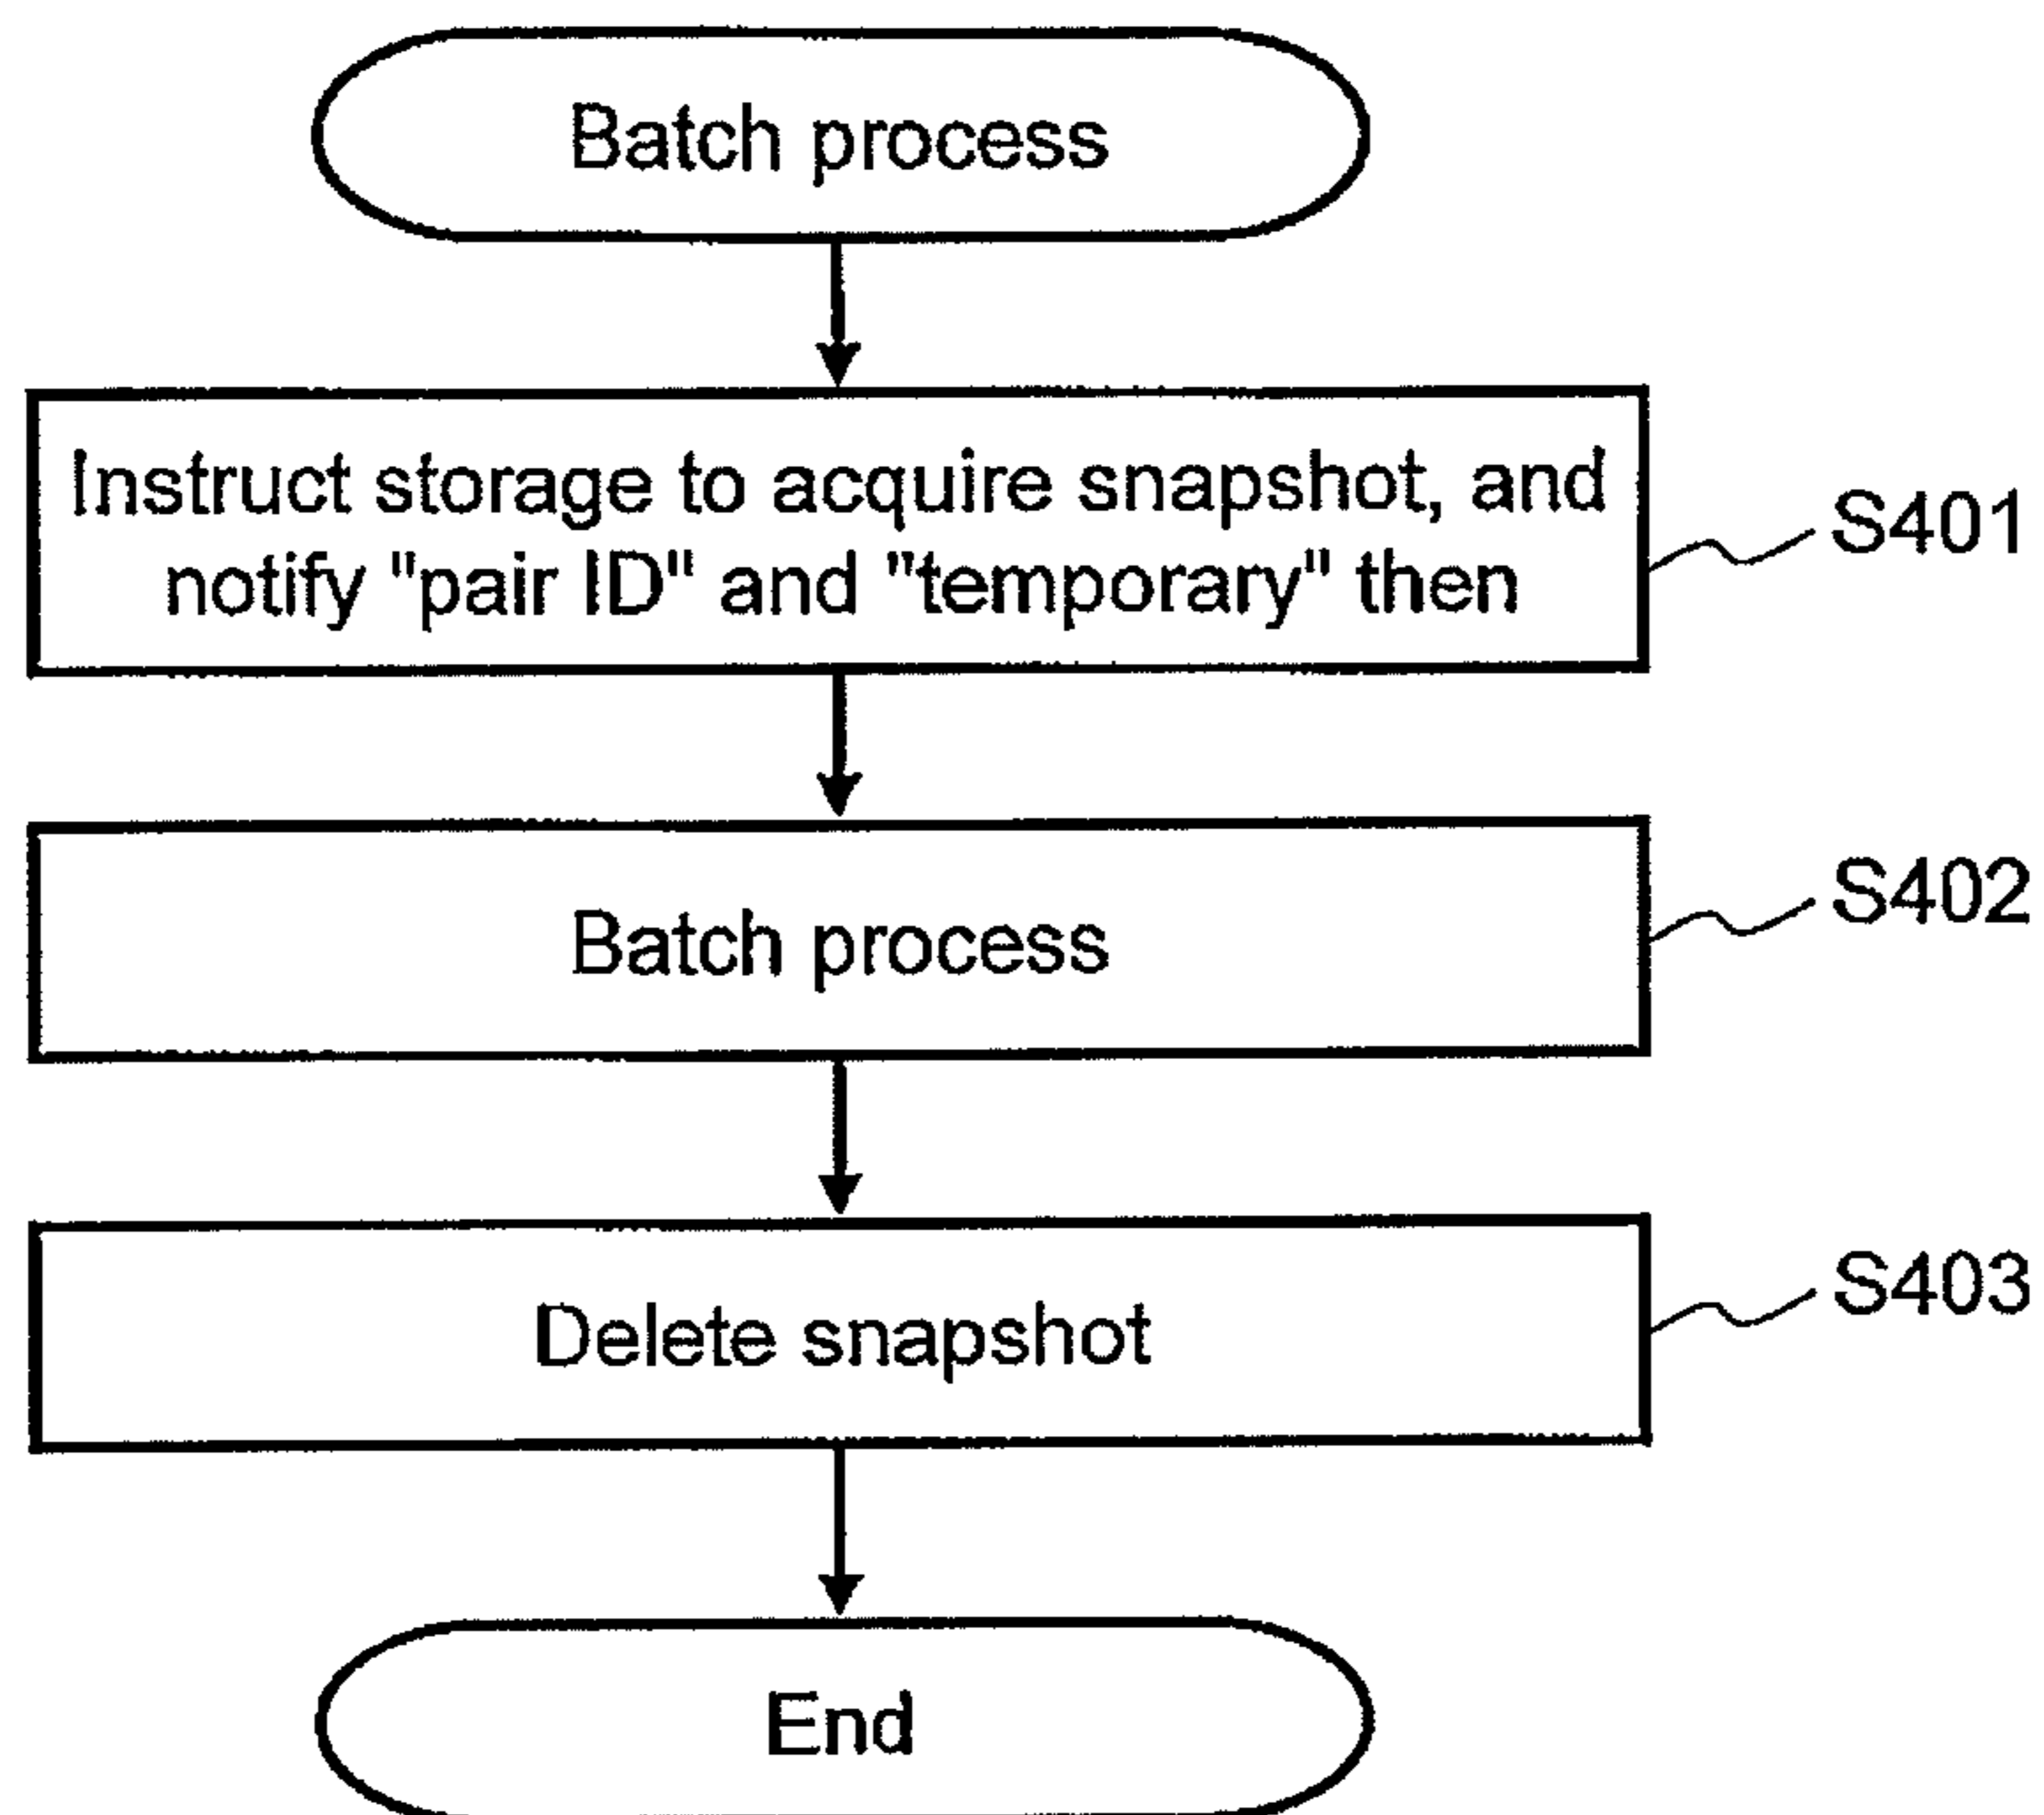 Batch process
Instruct storage to acquire snapshot, and
notify "pair ID" and "temporary" then
S401
Batch process
S402
Delete snapshot
S403
End